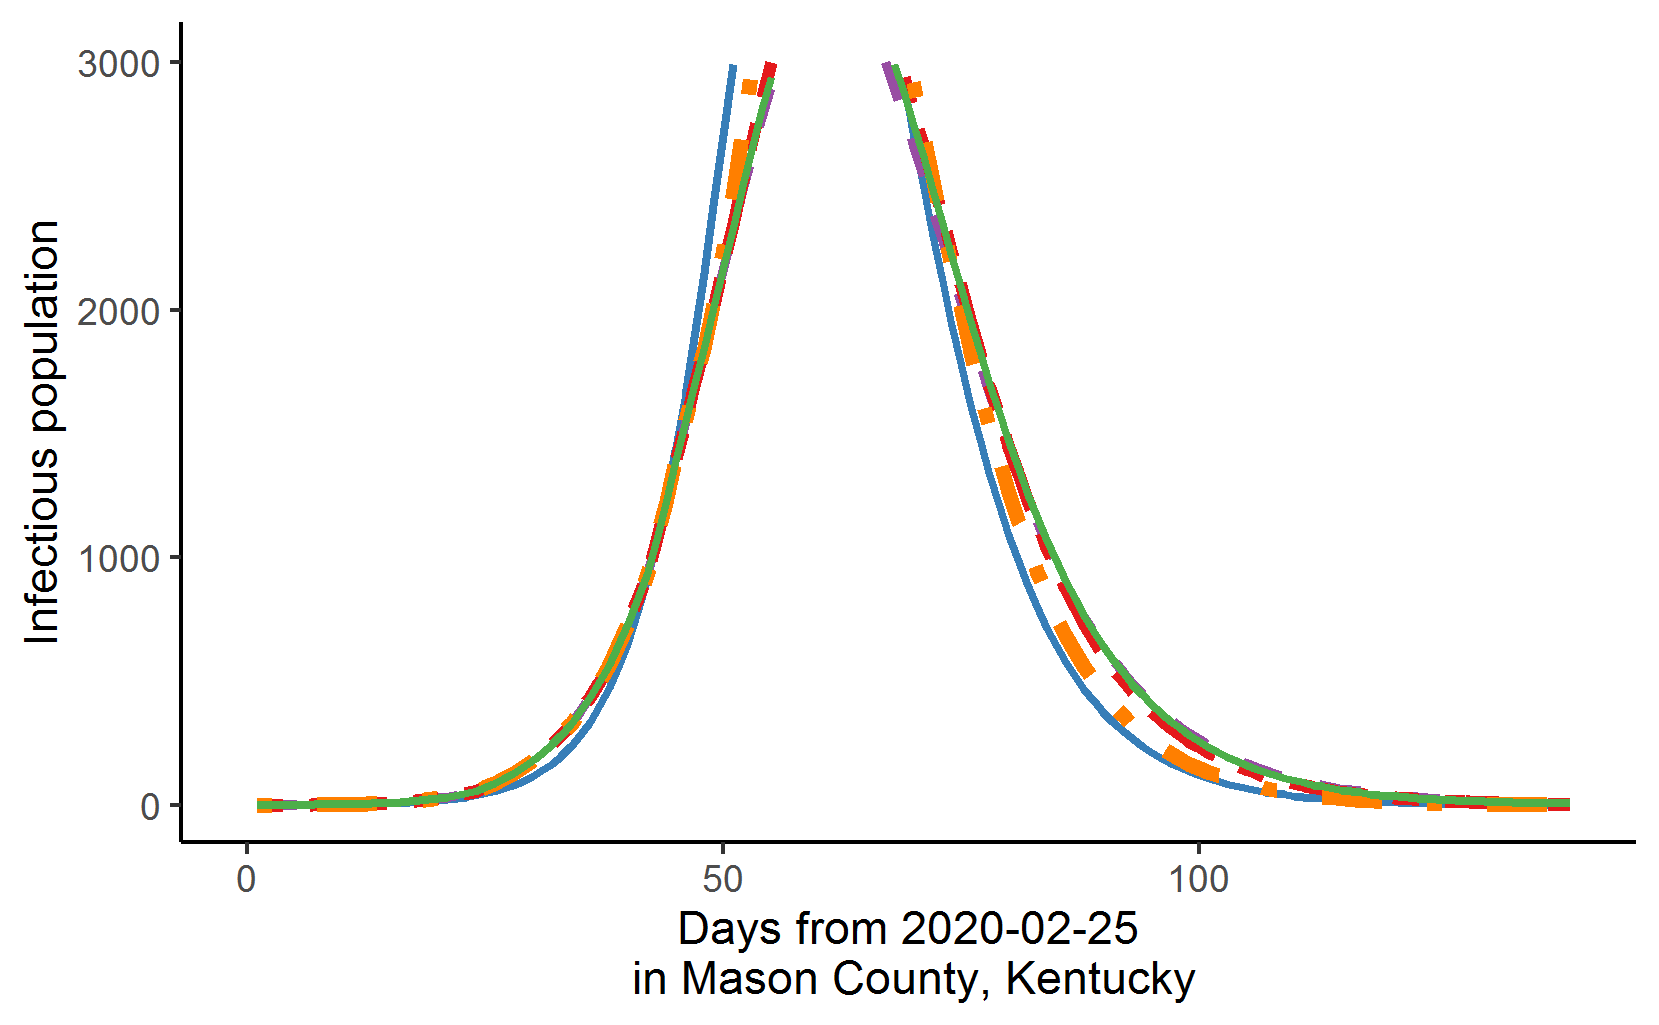 Infectious population
3000
2000
1000
0
0 50 100
Days from 2020-02-25
in Mason County, Kentucky